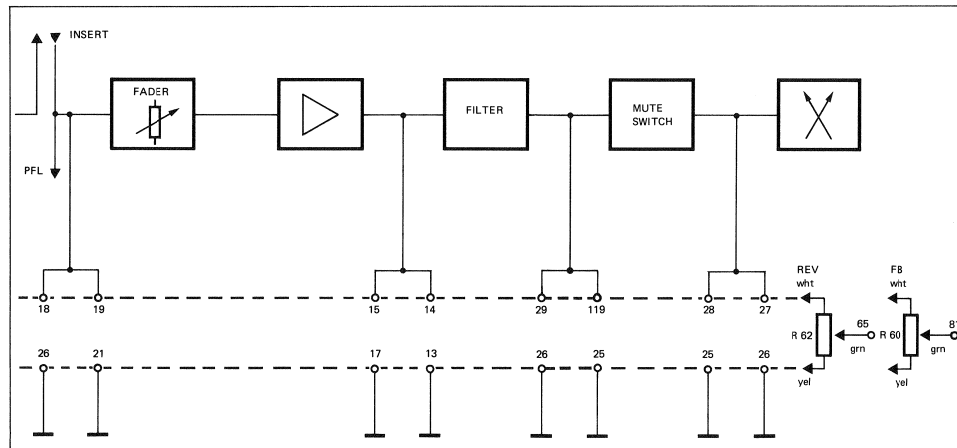 INSERT
FADER
FILTER
MUTE
SWITCH
PFL
REV
wht
FB
wht
18 19 15 14 29 119 28 27
65
R 62
grn
R 60
grn
26 21 17 13 26 25 25 26
yel
yel